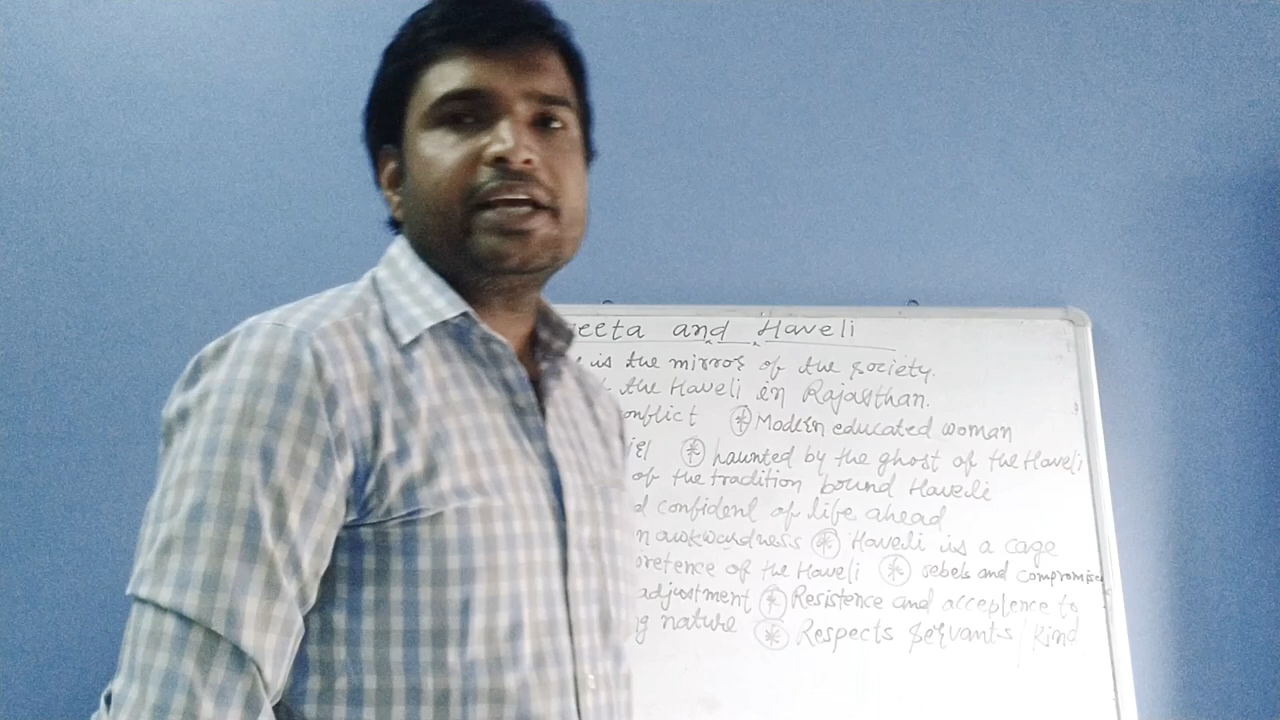 eeta and Haveli
is the mirror of the society.
the Haveli in Rajasthan.
onflict * Modern educated woman
* haunted by the ghost of the Haveli
of the tradition bound Haveli
d confident of life ahead
n awkwardness * Haveli is a cage
pretence of the Haveli * rebels and compromises
adjustment * Resistence and acceptence to
g nature * Respects servants / kind